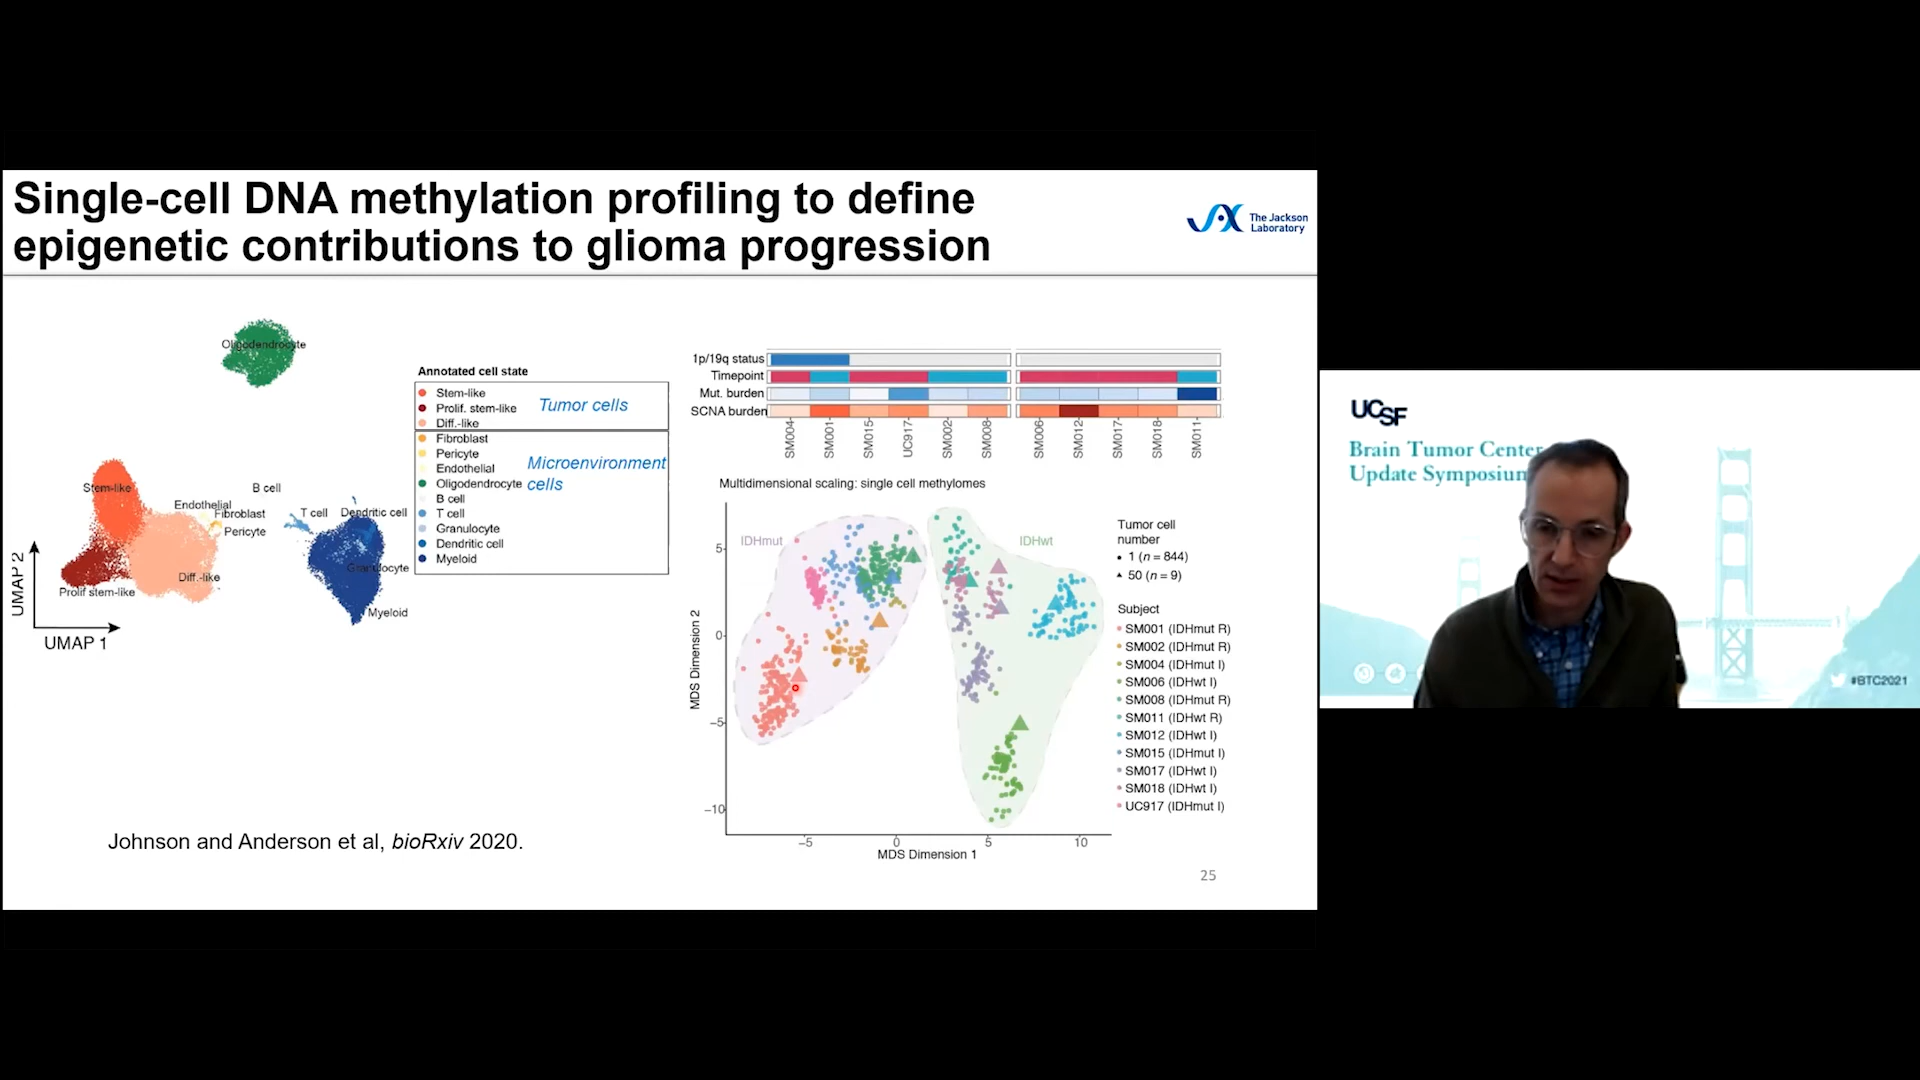 Single-cell DNA methylation profiling to define
epigenetic contributions to glioma progression
The Jackson
Laboratory
Oligodendrocyte
Stem-like
B cell
Endothelial
Fibroblast
Pericyte
T cell
Dendritic cell
Granulocyte
Diff.-like
Prolif stem-like
Myeloid
UMAP 2
UMAP 1
Annotated cell state
Stem-like
Prolif. stem-like
Diff.-like
Tumor cells
Fibroblast
Pericyte
Endothelial
Oligodendrocyte
B cell
T cell
Granulocyte
Dendritic cell
Myeloid
Microenvironment
cells
1p/19q status
Timepoint
Mut. burden
SCNA burden
SM004
SM001
SM015
UC917
SM002
SM008
SM006
SM012
SM017
SM018
SM011
Multidimensional scaling: single cell methylomes
IDHmut
IDHwt
5
0
−5
−10
MDS Dimension 2
−5
0
5
10
MDS Dimension 1
Tumor cell
number
1 (n = 844)
50 (n = 9)
Subject
SM001 (IDHmut R)
SM002 (IDHmut R)
SM004 (IDHmut I)
SM006 (IDHwt I)
SM008 (IDHmut R)
SM011 (IDHwt R)
SM012 (IDHwt I)
SM015 (IDHmut I)
SM017 (IDHwt I)
SM018 (IDHwt I)
UC917 (IDHmut I)
Johnson and Anderson et al, bioRxiv 2020.
25
UCSF
Brain Tumor Center
Update Symposium
#BTC2021